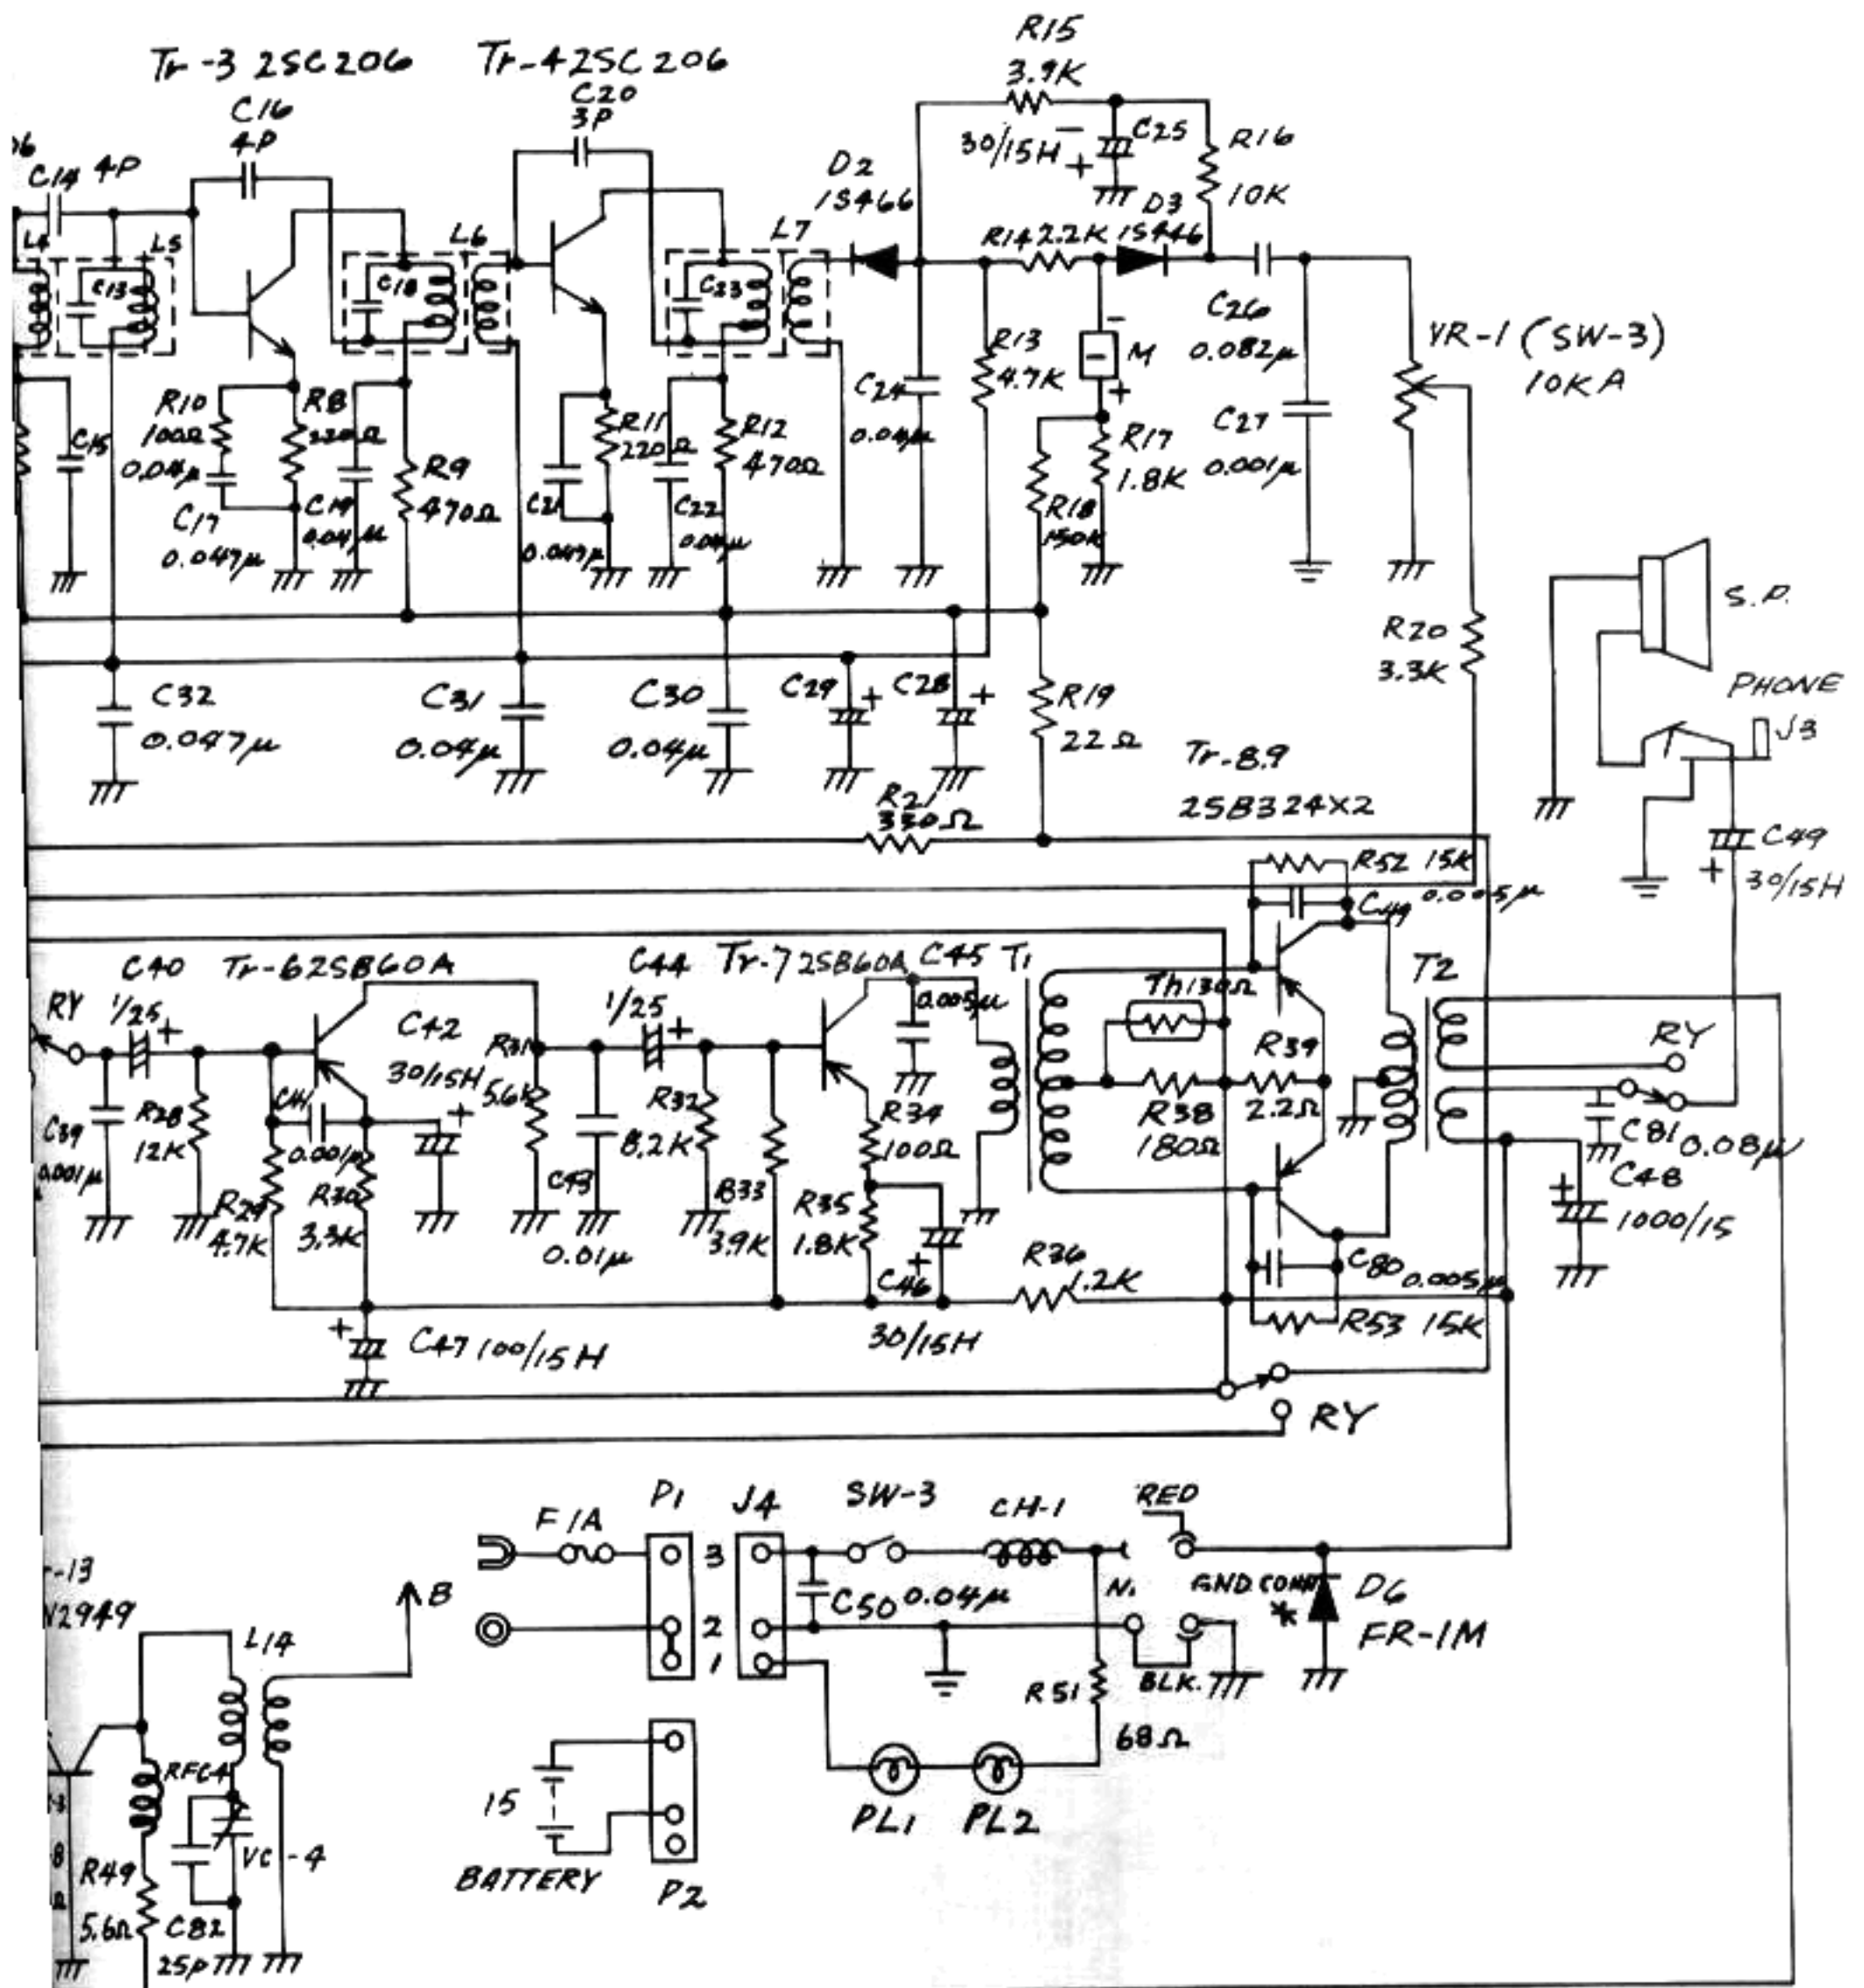 Tr-3 2SC206
Tr-4 2SC206
R15
3.9K
C16
4P
C20
3P
06
C14 4P
D2
1S466
30/15H
−
+
C25
R16
10K
L4
L5
C13
C18
L6
C23
L7
R14 2.2K
D3
1S446
C26
0.082μ
VR-1 (SW-3)
10KA
R10
100Ω
0.04μ
R8
220Ω
C15
C17
0.047μ
C19
0.04μ
R9
470Ω
C21
0.047μ
R11
220Ω
C22
0.04μ
R12
470Ω
C24
0.04μ
R13
4.7K
−
M
+
R17
1.8K
R18
150K
C27
0.001μ
S.P.
R20
3.3K
PHONE
J3
C32
0.047μ
C31
0.04μ
C30
0.04μ
C29
+
C28
+
R19
22Ω
Tr-8.9
2SB324X2
R21
330Ω
C49
+
30/15H
R52 15K
0.005μ
C49
C40
1/25
+
Tr-6 2SB60A
C44
1/25
+
Tr-7 2SB60A
C45
0.005μ
T1
Th130Ω
T2
RY
C42
30/15H
+
R31
5.6K
R39
2.2Ω
RY
C39
0.001μ
R28
12K
C41
0.001μ
R32
8.2K
R34
100Ω
R38
180Ω
C81
0.08μ
R29
4.7K
R30
3.3K
C43
0.01μ
R33
3.9K
R35
1.8K
C46
+
30/15H
R36
1.2K
C80
0.005μ
C48
+
1000/15
R53 15K
+
C47 100/15H
RY
F 1A
P1
3
2
1
J4
SW-3
CH-1
RED
C50 0.04μ
N.
GND.CONN
*
D6
FR-1M
BLK.
R51
68Ω
PL1
PL2
15
BATTERY
P2
-13
N2949
L14
B
RFC4
VC-4
8
R49
5.6Ω
C82
25P